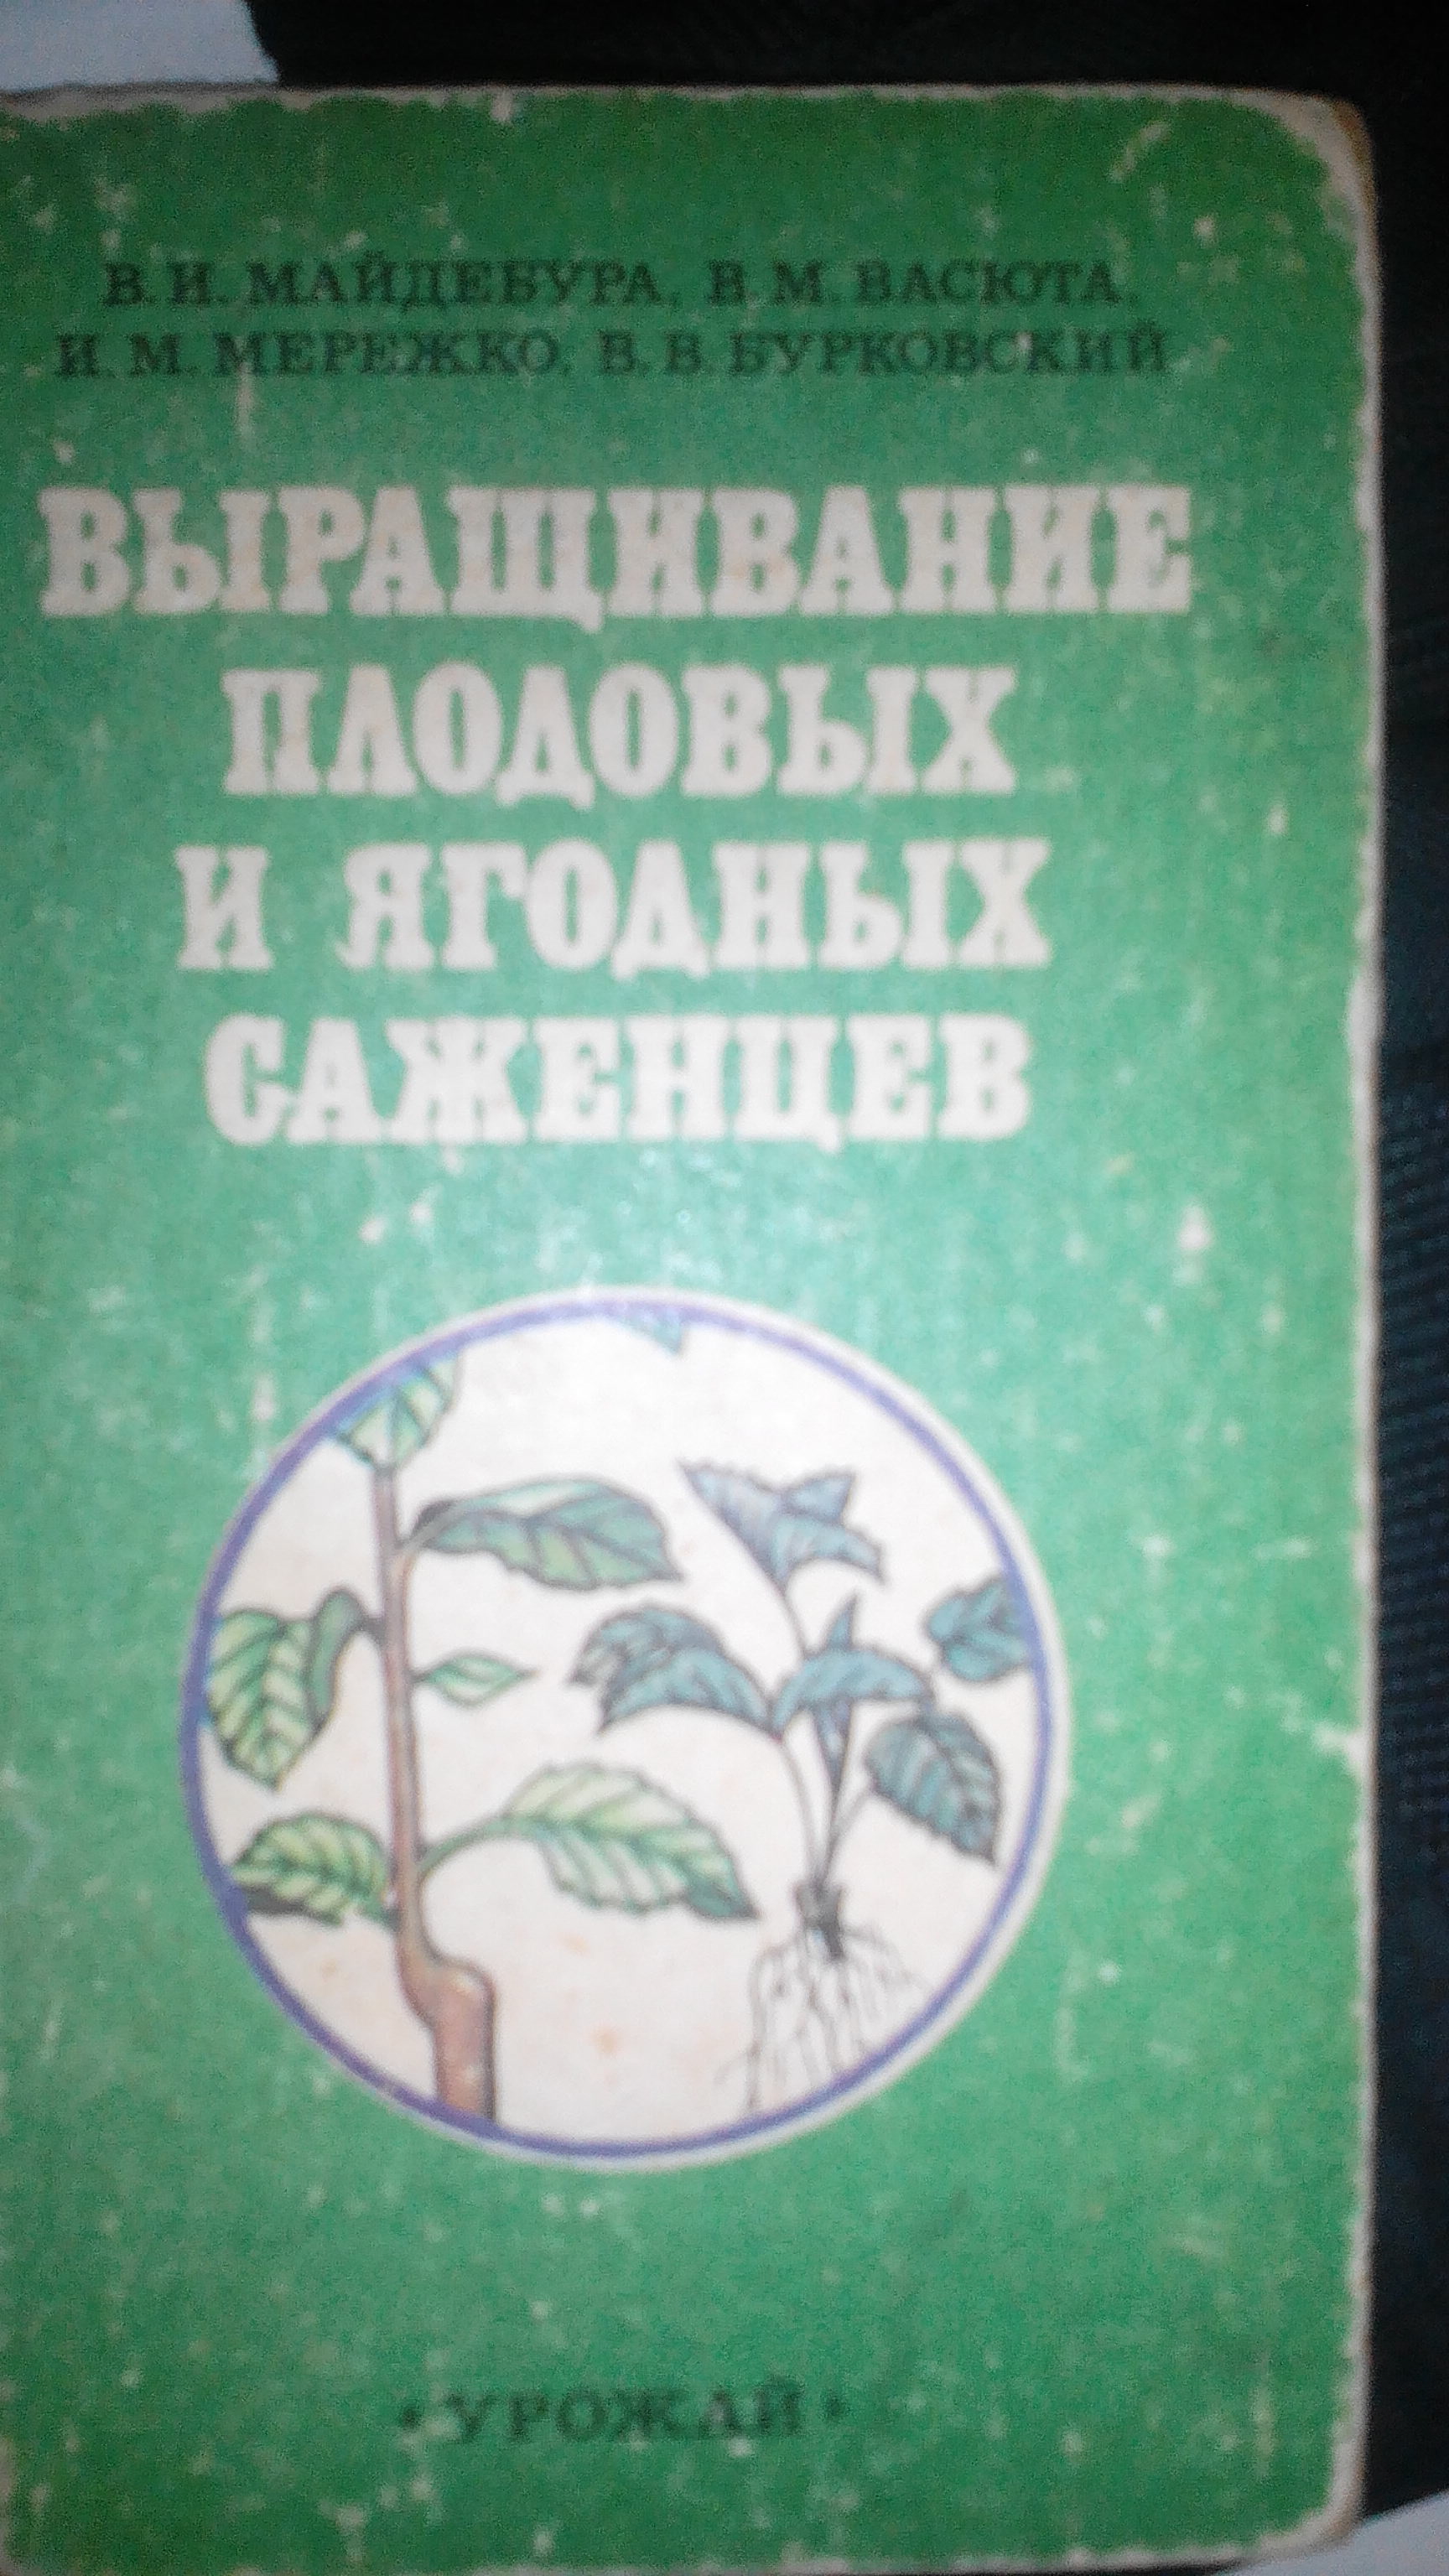 В. И. МАЙДЕБУРА, В. М. ВАСЮТА,
И. М. МЕРЕЖКО, В. В. БУРКОВСКИЙ
ВЫРАЩИВАНИЕ
ПЛОДОВЫХ
И ЯГОДНЫХ
САЖЕНЦЕВ
«УРОЖАЙ»